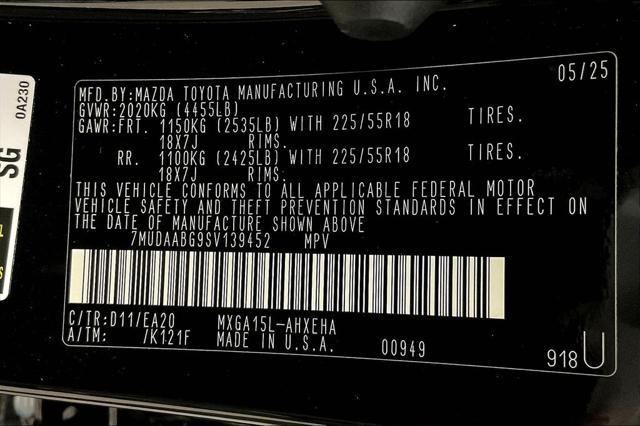 MFD.BY:MAZDA TOYOTA MANUFACTURING U.S.A. INC. 05/25
GVWR:2020KG (4455LB)
GAWR:FRT. 1150KG (2535LB) WITH 225/55R18 TIRES.
18X7J RIMS.
RR. 1100KG (2425LB) WITH 225/55R18 TIRES.
18X7J RIMS.
THIS VEHICLE CONFORMS TO ALL APPLICABLE FEDERAL MOTOR
VEHICLE SAFETY AND THEFT PREVENTION STANDARDS IN EFFECT ON
THE DATE OF MANUFACTURE SHOWN ABOVE
7MUDAABG9SV139452 MPV
C/TR:D11/EA20 MXGA15L-AHXEHA
A/TM: /K121F MADE IN U.S.A. 00949
918U
0A230
SG